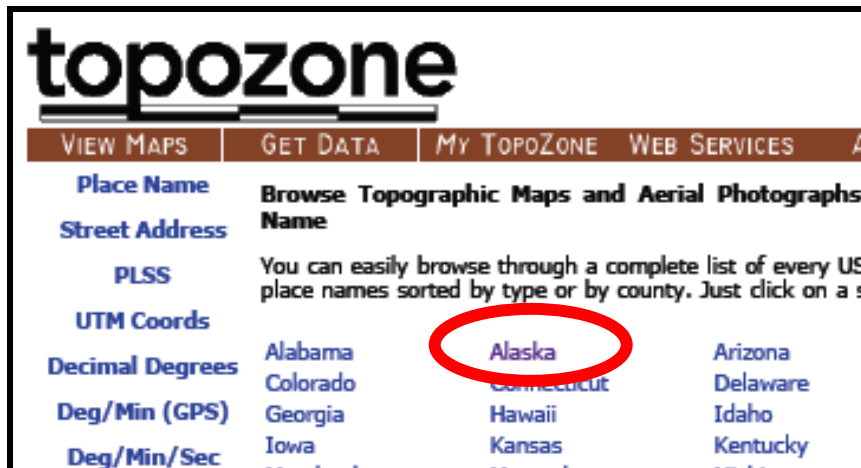 topozone
VIEW MAPS GET DATA MY TOPOZONE WEB SERVICES
Place Name
Street Address
PLSS
UTM Coords
Decimal Degrees
Deg/Min (GPS)
Deg/Min/Sec
Browse Topographic Maps and Aerial Photographs
Name
You can easily browse through a complete list of every US
place names sorted by type or by county. Just click on a
Alabama Alaska Arizona
Colorado Connecticut Delaware
Georgia Hawaii Idaho
Iowa Kansas Kentucky